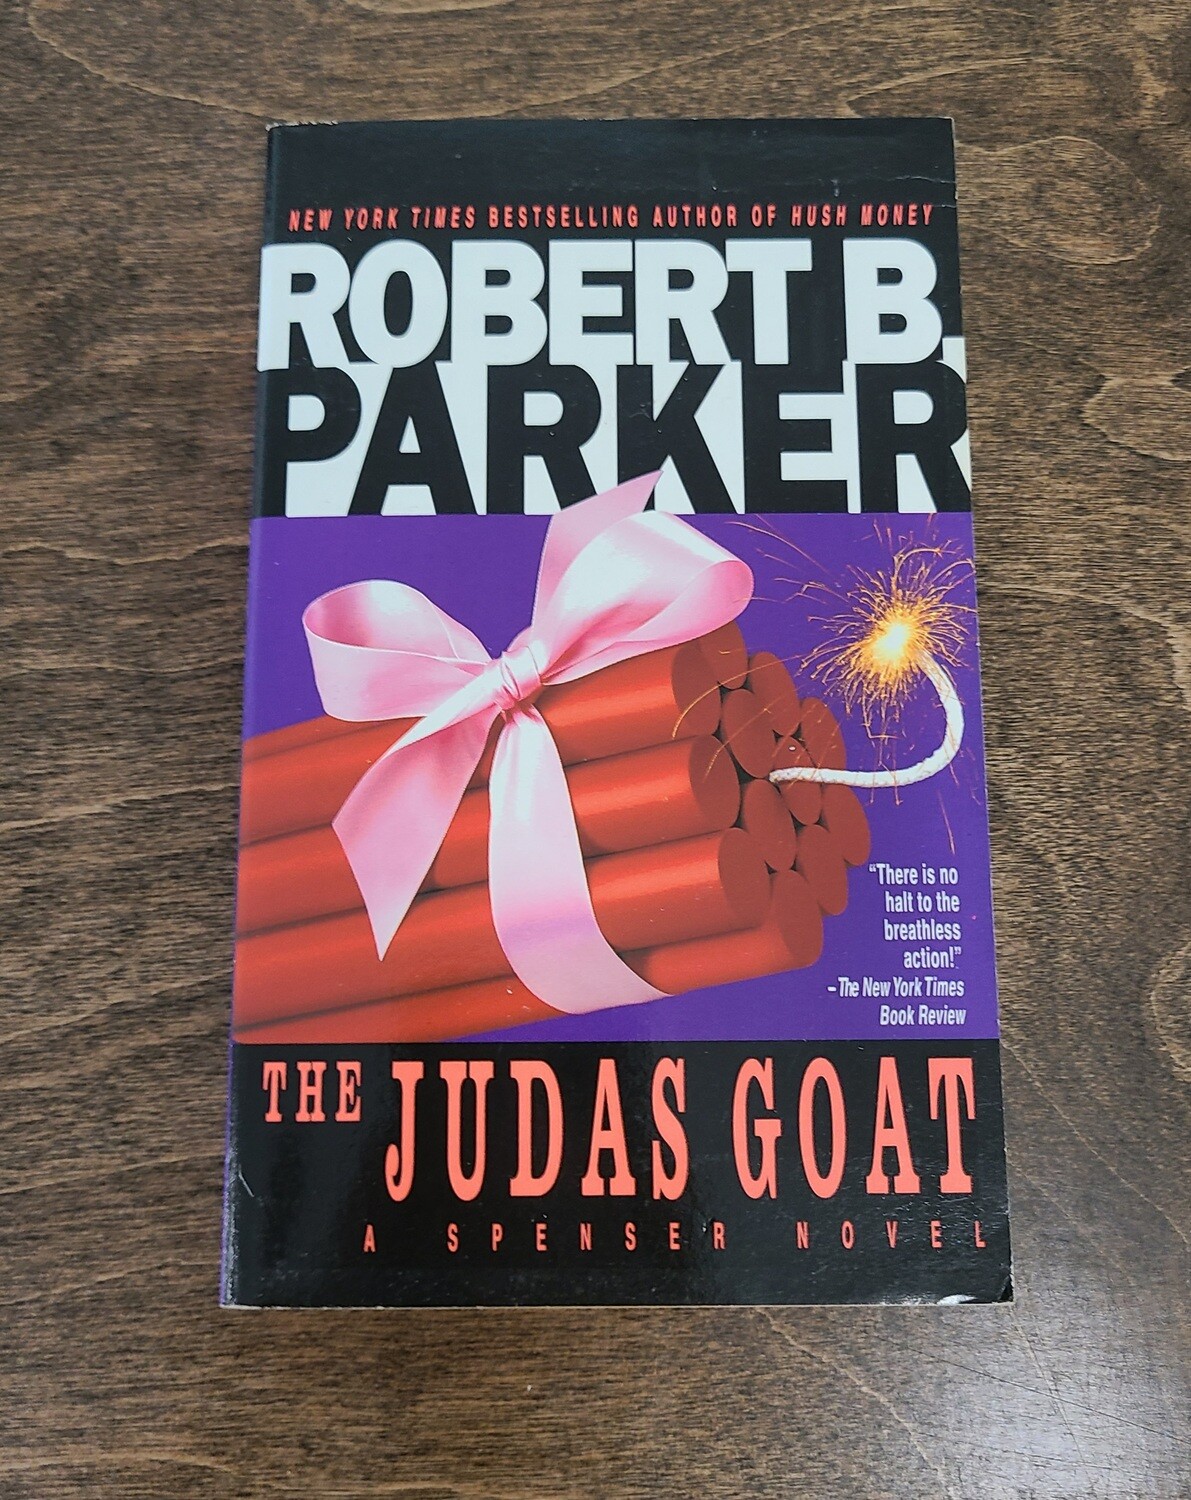 NEW YORK TIMES BESTSELLING AUTHOR OF HUSH MONEY
ROBERT B.
PARKER
“There is no
halt to the
breathless
action!”
–The New York Times
Book Review
THE JUDAS GOAT
A SPENSER NOVEL